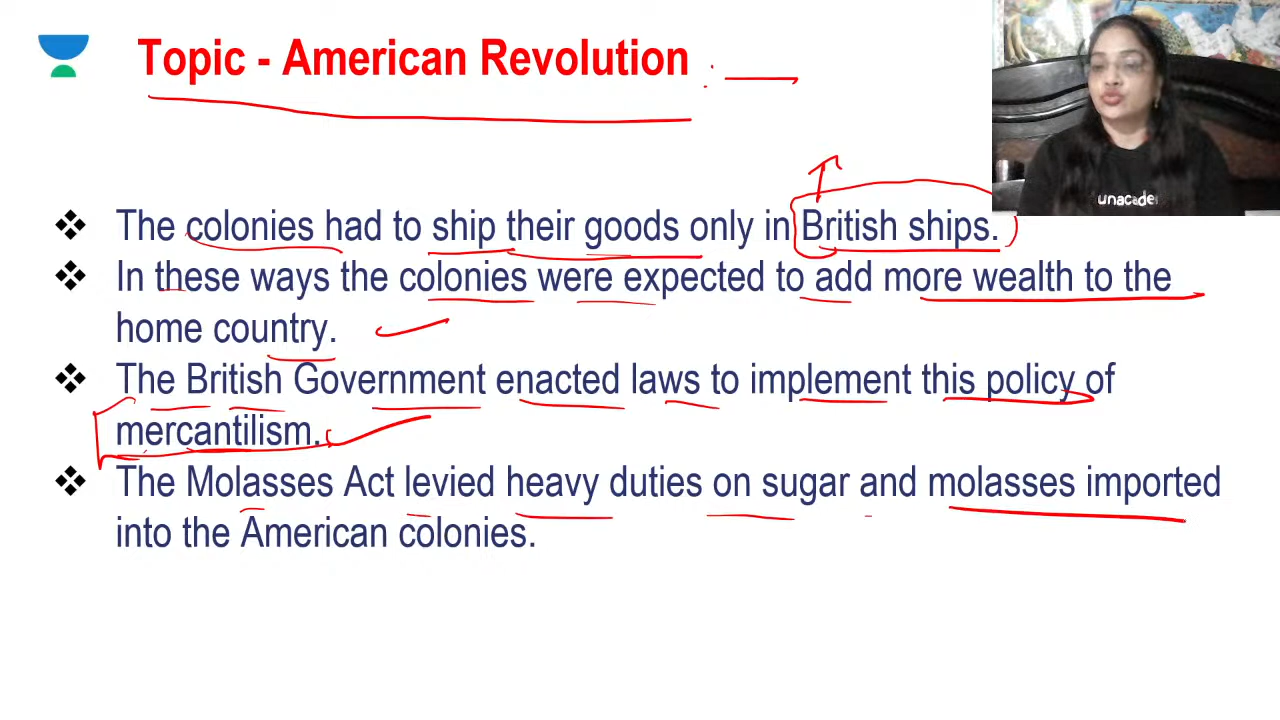 Topic - American Revolution
❖ The colonies had to ship their goods only in British ships.
❖ In these ways the colonies were expected to add more wealth to the
home country.
❖ The British Government enacted laws to implement this policy of
mercantilism.
❖ The Molasses Act levied heavy duties on sugar and molasses imported
into the American colonies.
unacade